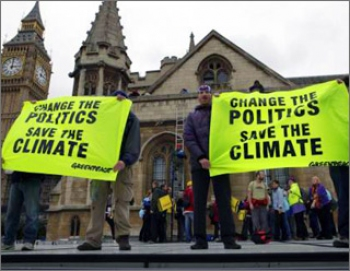 CHANGE THE
POLITICS
SAVE THE
CLIMATE
GREENPEACE
CHANGE THE
POLITICS
SAVE THE
CLIMATE
GREENPEACE